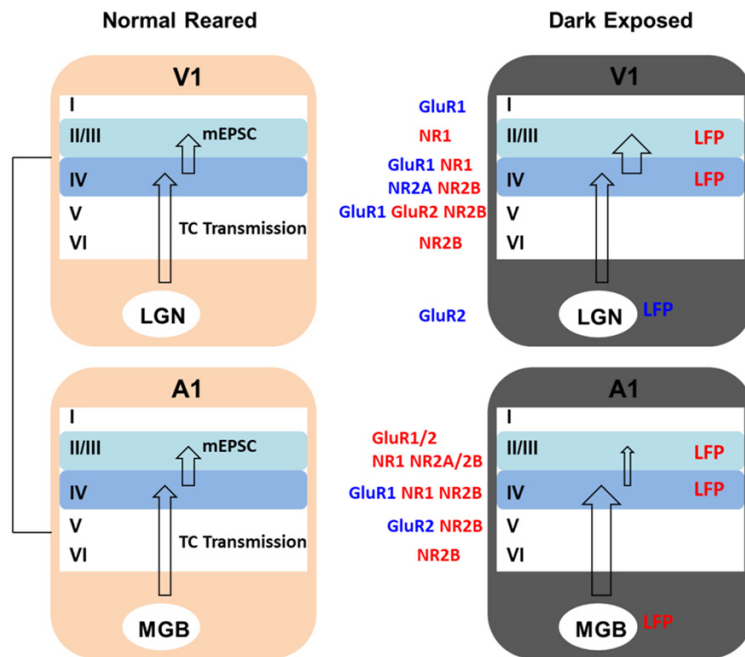 Normal Reared
Dark Exposed
V1
I
II/III
mEPSC
IV
V
TC Transmission
VI
LGN
GluR1
NR1
GluR1 NR1
NR2A NR2B
GluR1 GluR2 NR2B
NR2B
GluR2
V1
I
II/III
LFP
IV
LFP
V
VI
LGN
LFP
A1
I
II/III
mEPSC
IV
V
TC Transmission
VI
MGB
GluR1/2
NR1 NR2A/2B
GluR1 NR1 NR2B
GluR2 NR2B
NR2B
A1
I
II/III
LFP
IV
LFP
V
VI
MGB
LFP